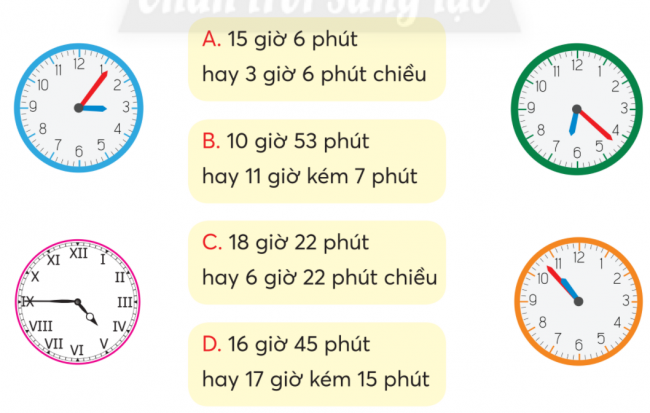 Chân trời sáng tạo
A. 15 giờ 6 phút
hay 3 giờ 6 phút chiều
B. 10 giờ 53 phút
hay 11 giờ kém 7 phút
C. 18 giờ 22 phút
hay 6 giờ 22 phút chiều
D. 16 giờ 45 phút
hay 17 giờ kém 15 phút
12 1 2 3 4 5 6 7 8 9 10 11
12 1 2 3 4 5 6 7 8 9 10 11
XII I II III IV V VI VII VIII IX X XI
12 1 2 3 4 5 6 7 8 9 10 11